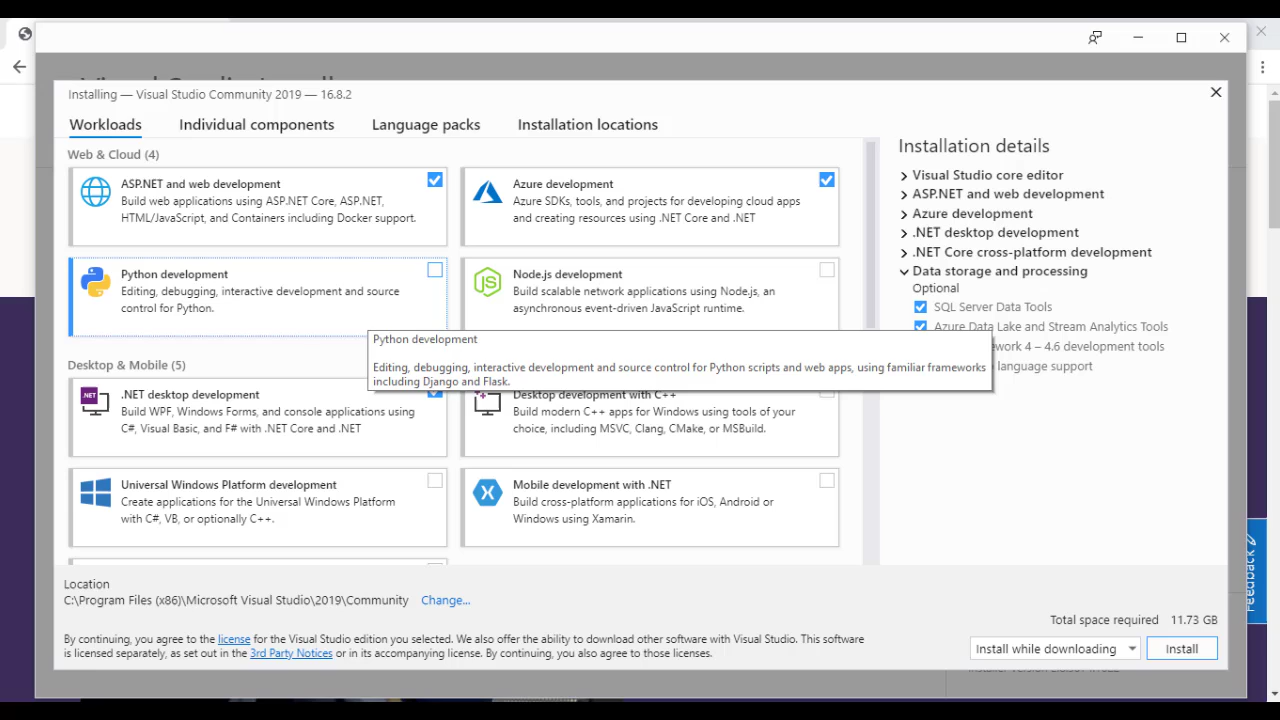 Installing — Visual Studio Community 2019 — 16.8.2
Workloads
Individual components
Language packs
Installation locations
Web & Cloud (4)
ASP.NET and web development
Build web applications using ASP.NET Core, ASP.NET,
HTML/JavaScript, and Containers including Docker support.
Azure development
Azure SDKs, tools, and projects for developing cloud apps
and creating resources using .NET Core and .NET
Python development
Editing, debugging, interactive development and source
control for Python.
Node.js development
Build scalable network applications using Node.js, an
asynchronous event-driven JavaScript runtime.
Python development
Editing, debugging, interactive development and source control for Python scripts and web apps, using familiar frameworks
including Django and Flask.
Desktop & Mobile (5)
.NET
.NET desktop development
Build WPF, Windows Forms, and console applications using
C#, Visual Basic, and F# with .NET Core and .NET
Desktop development with C++
Build modern C++ apps for Windows using tools of your
choice, including MSVC, Clang, CMake, or MSBuild.
Universal Windows Platform development
Create applications for the Universal Windows Platform
with C#, VB, or optionally C++.
Mobile development with .NET
Build cross-platform applications for iOS, Android or
Windows using Xamarin.
Installation details
Visual Studio core editor
ASP.NET and web development
Azure development
.NET desktop development
.NET Core cross-platform development
Data storage and processing
Optional
SQL Server Data Tools
Azure Data Lake and Stream Analytics Tools
4 – 4.6 development tools
language support
Location
C:\Program Files (x86)\Microsoft Visual Studio\2019\Community
Change...
By continuing, you agree to the license for the Visual Studio edition you selected. We also offer the ability to download other software with Visual Studio. This software
is licensed separately, as set out in the 3rd Party Notices or in its accompanying license. By continuing, you also agree to those licenses.
Total space required 11.73 GB
Install while downloading
Install
Feedback